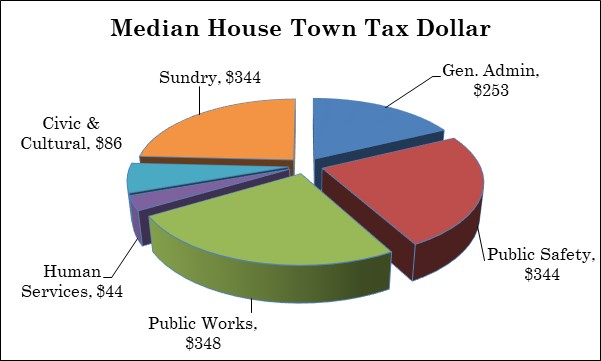 Median House Town Tax Dollar
Sundry, $344
Gen. Admin,
$253
Civic &
Cultural, $86
Public Safety,
$344
Human
Services, $44
Public Works,
$348